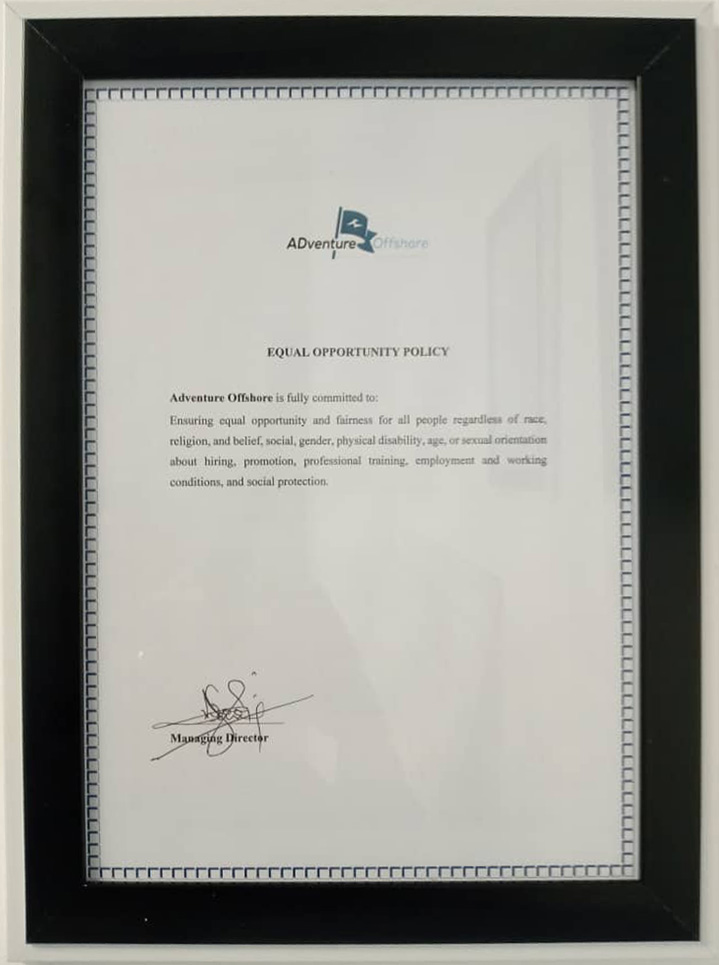 ADventure Offshore
EQUAL OPPORTUNITY POLICY
Adventure Offshore is fully committed to:
Ensuring equal opportunity and fairness for all people regardless of race,
religion, and belief, social, gender, physical disability, age, or sexual orientation
about hiring, promotion, professional training, employment and working
conditions, and social protection.
Managing Director